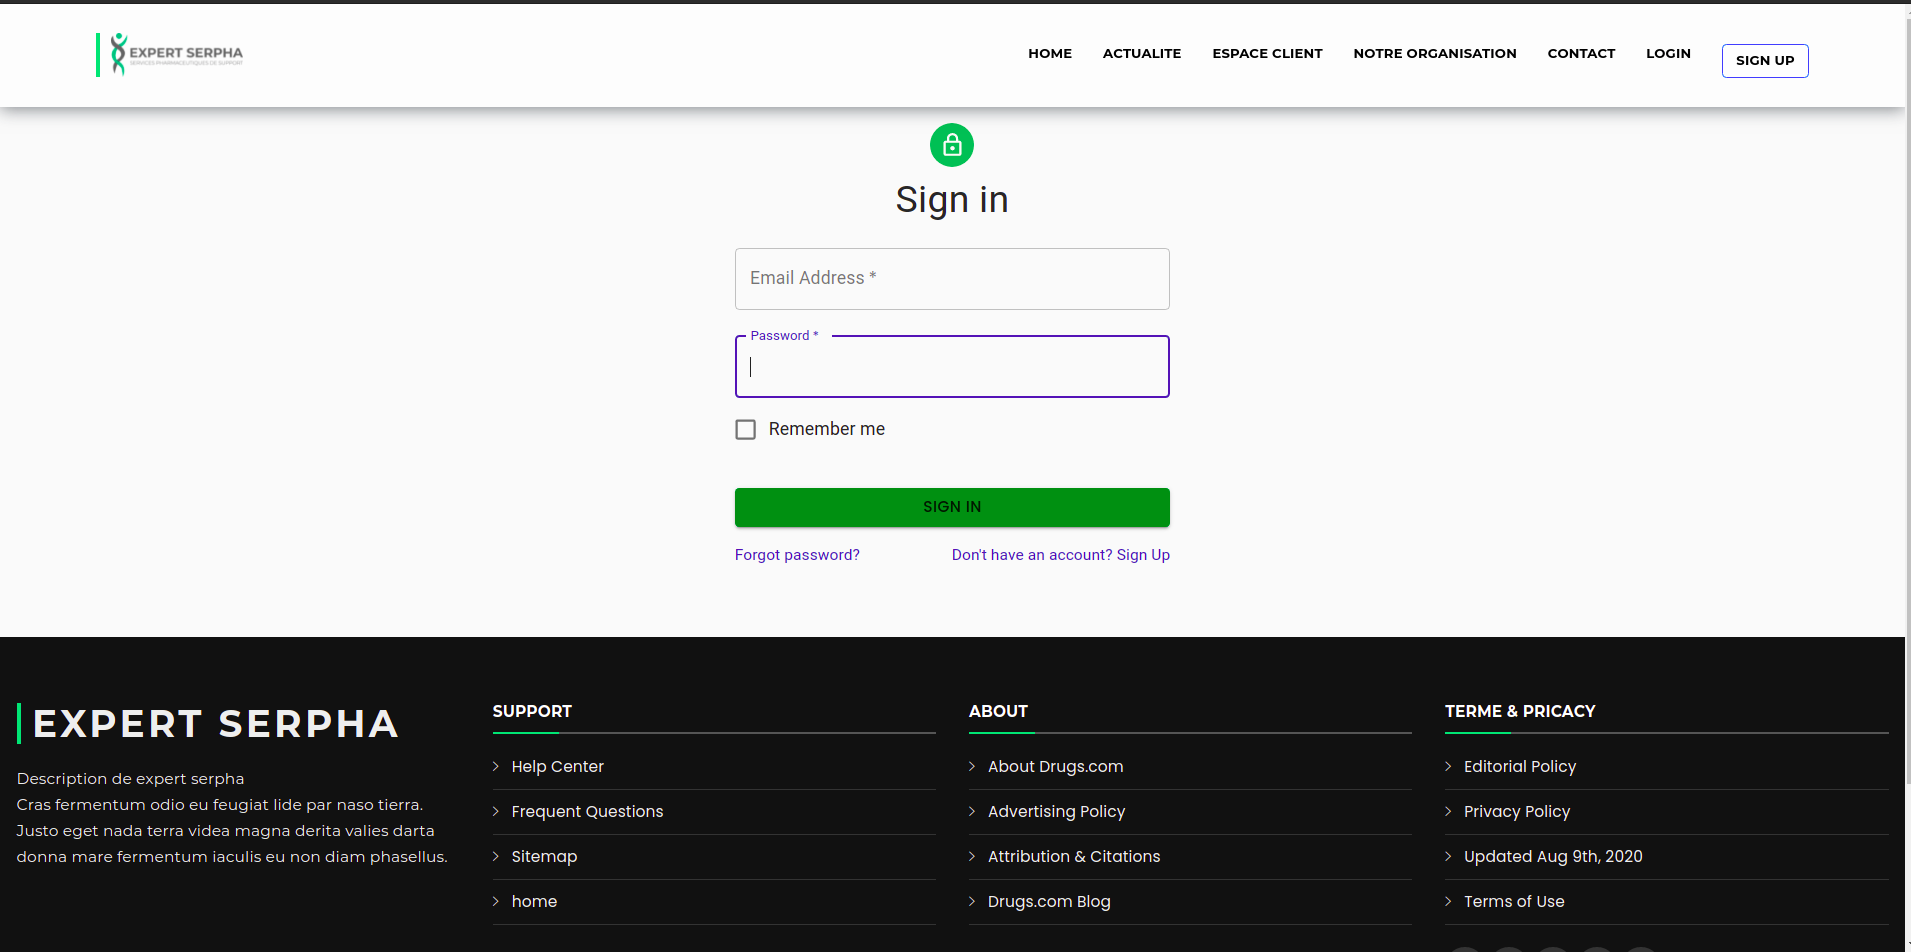 EXPERT SERPHA
SERVICES PHARMACEUTIQUES DE SUPPORT
HOME ACTUALITE ESPACE CLIENT NOTRE ORGANISATION CONTACT LOGIN SIGN UP
Sign in
Email Address *
Password *
Remember me
SIGN IN
Forgot password? Don't have an account? Sign Up
EXPERT SERPHA
Description de expert serpha
Cras fermentum odio eu feugiat lide par naso tierra.
Justo eget nada terra videa magna derita valies darta
donna mare fermentum iaculis eu non diam phasellus.
SUPPORT
Help Center
Frequent Questions
Sitemap
home
ABOUT
About Drugs.com
Advertising Policy
Attribution & Citations
Drugs.com Blog
TERME & PRICACY
Editorial Policy
Privacy Policy
Updated Aug 9th, 2020
Terms of Use